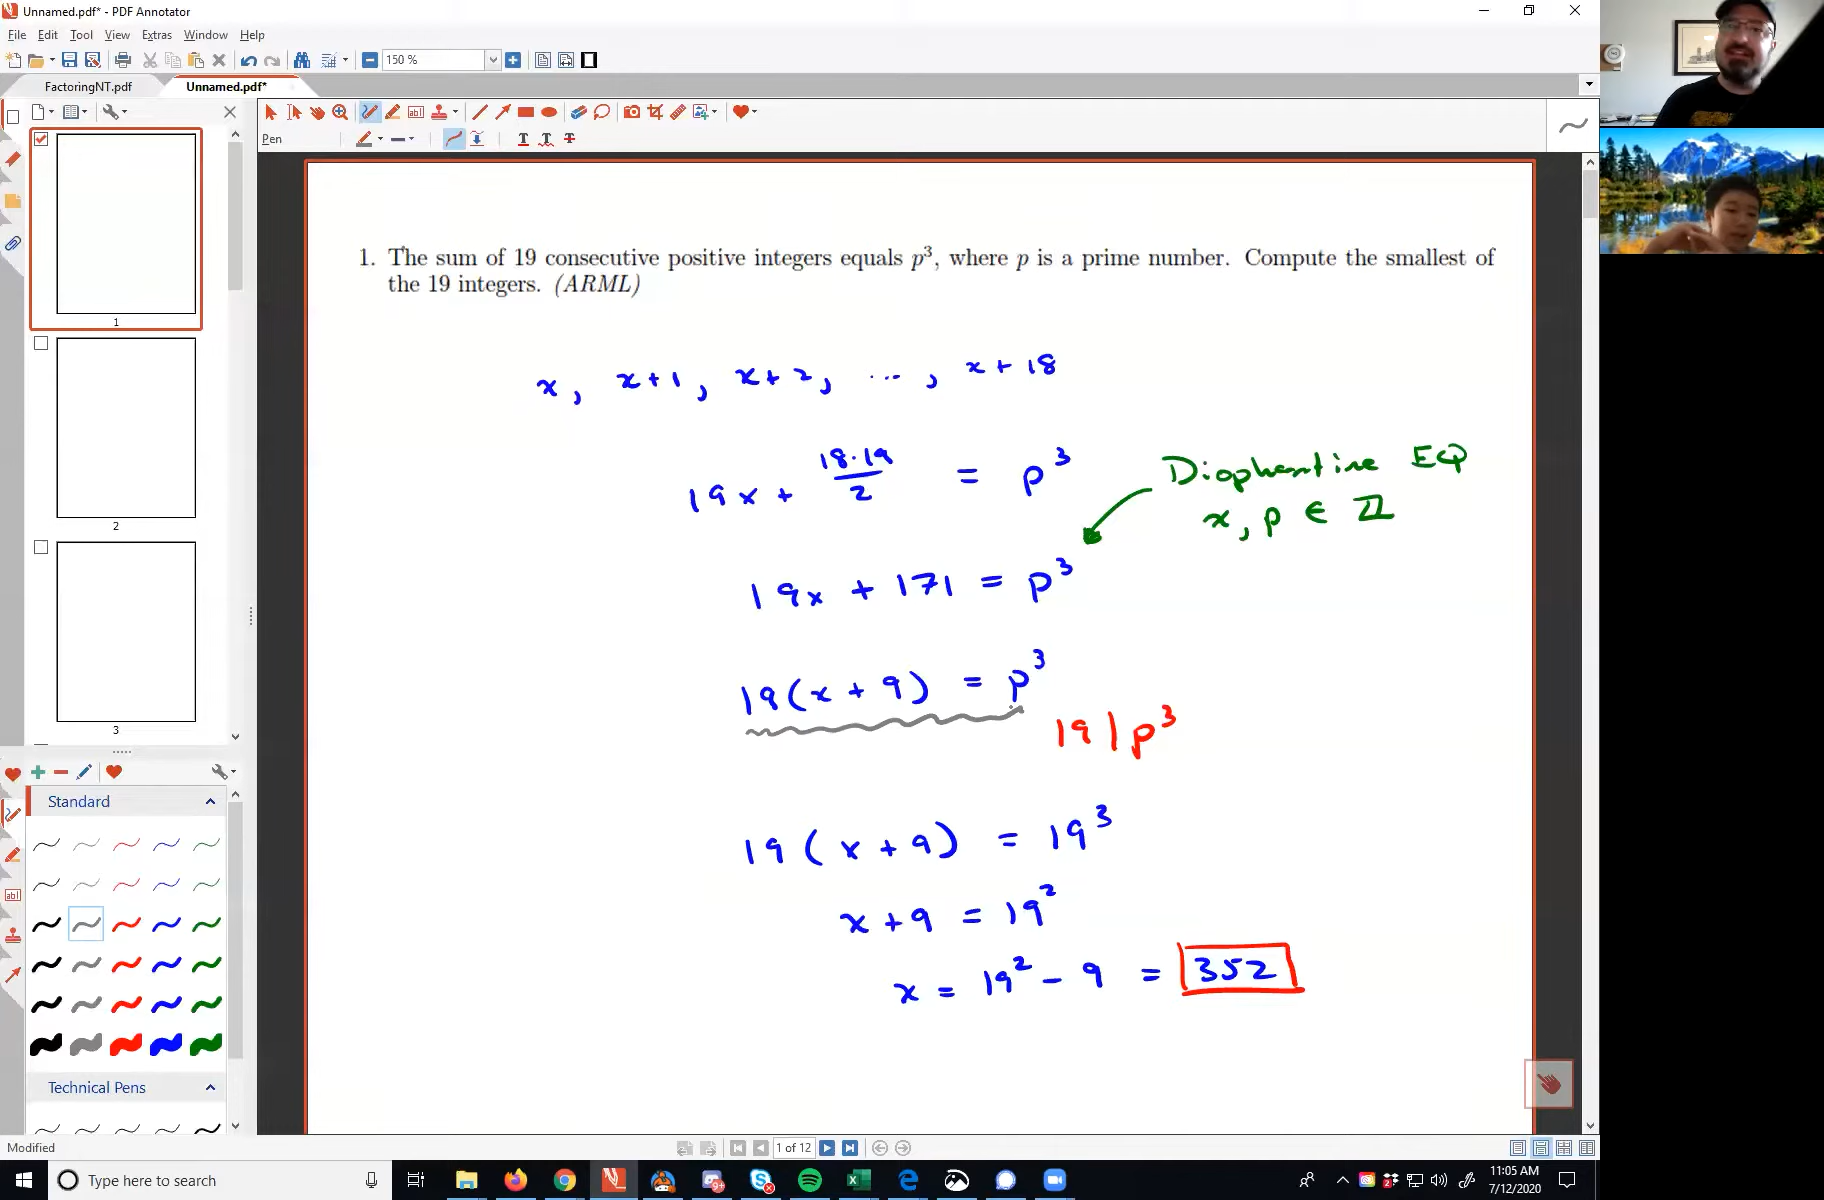 Unnamed.pdf* - PDF Annotator
File Edit Tool View Extras Window Help
150 %
FactoringNT.pdf Unnamed.pdf*
Pen
1. The sum of 19 consecutive positive integers equals p³, where p is a prime number. Compute the smallest of
the 19 integers. (ARML)
x, x+1, x+2, ..., x+18
19x + 18·19/2 = p³
Diophantine EQ
x, p ∈ ℤ
19x + 171 = p³
19(x+9) = p³
19 | p³
19(x+9) = 19³
x+9 = 19²
x = 19² - 9 = 352
1
2
3
Standard
Technical Pens
Modified
1 of 12
Type here to search
11:05 AM
7/12/2020